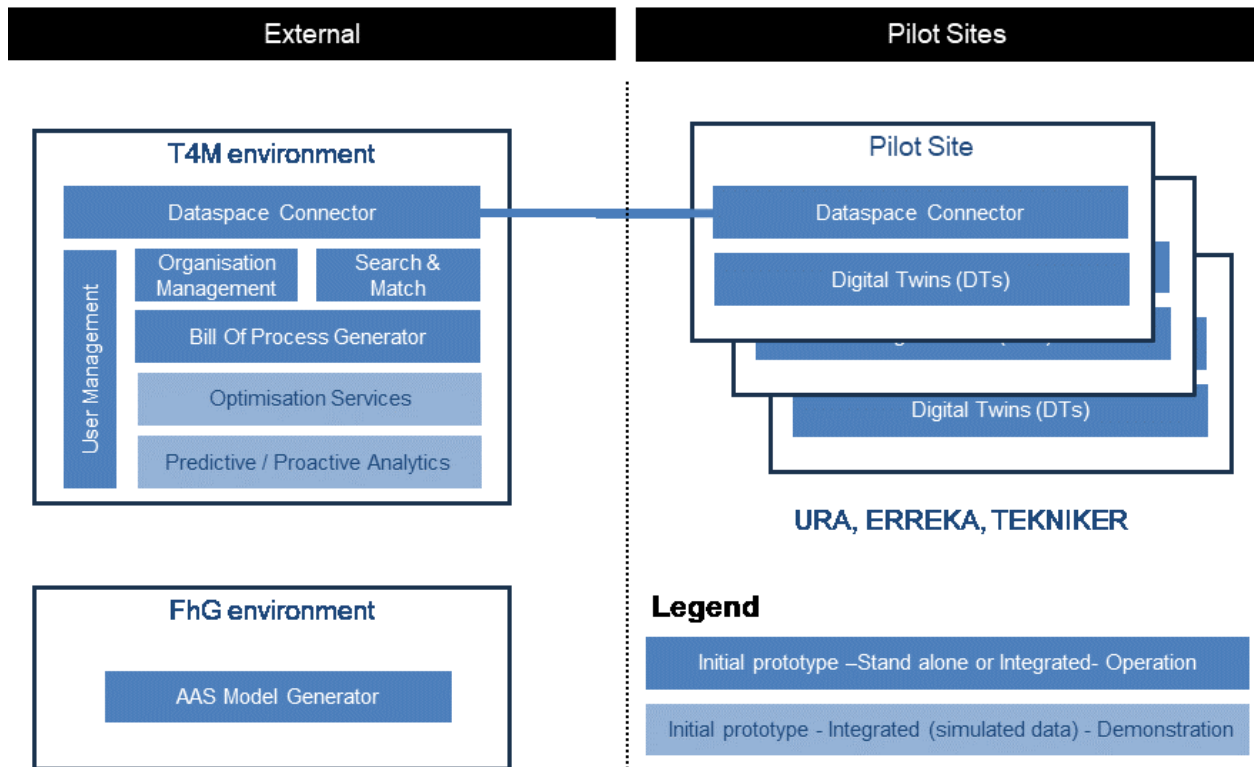 External
Pilot Sites
T4M environment
Dataspace Connector
User Management
Organisation
Management
Search &
Match
Bill Of Process Generator
Optimisation Services
Predictive / Proactive Analytics
FhG environment
AAS Model Generator
Pilot Site
Dataspace Connector
Digital Twins (DTs)
Digital Twins (DTs)
URA, ERREKA, TEKNIKER
Legend
Initial prototype –Stand alone or Integrated- Operation
Initial prototype - Integrated (simulated data) - Demonstration